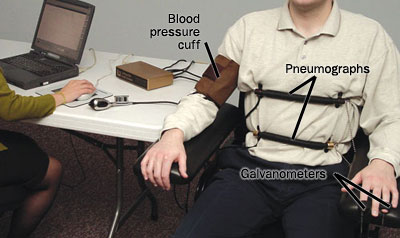 Blood
pressure
cuff
Pneumographs
Galvanometers